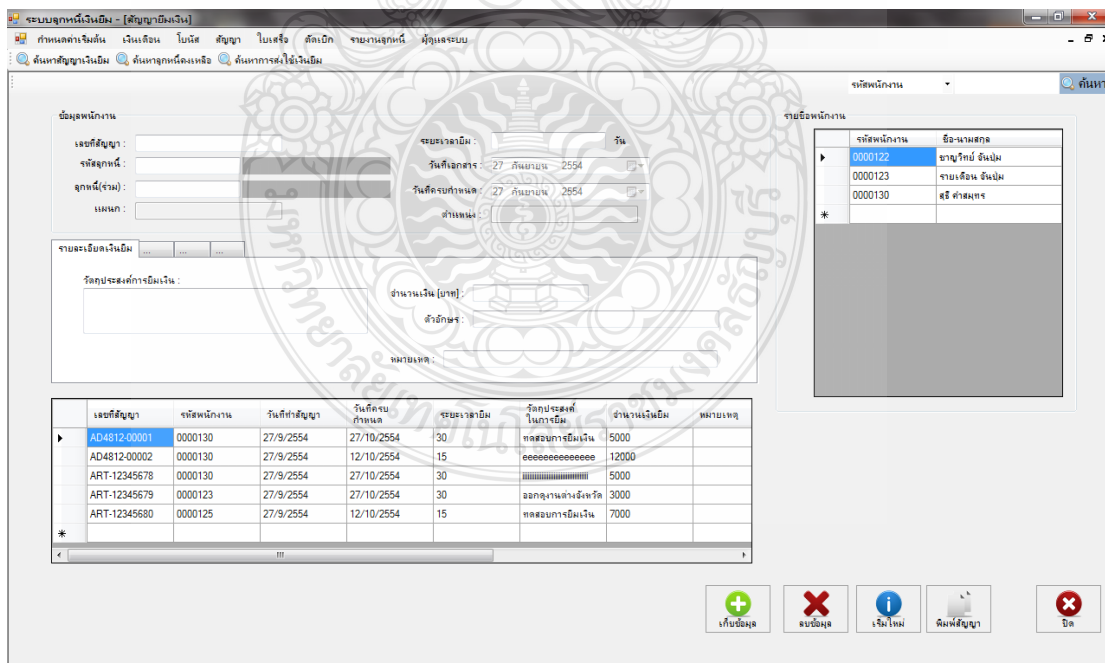 ระบบลูกหนี้เงินยืม - [สัญญายืมเงิน]
กำหนดค่าเริ่มต้น เงินเดือน โบนัส สัญญา ใบเสร็จ ตัดเบิก รายงานลูกหนี้ ผู้ดูแลระบบ
ค้นหาสัญญาเงินยืม ค้นหาลูกหนี้คงเหลือ ค้นหาการส่งใช้เงินยืม
รหัสพนักงาน ค้นหา
ข้อมูลพนักงาน
เลขที่สัญญา :
รหัสลูกหนี้ :
ลูกหนี้(ร่วม) :
แผนก :
ระยะเวลายืม : วัน
วันที่เอกสาร : 27 กันยายน 2554
วันที่ครบกำหนด : 27 กันยายน 2554
ตำแหน่ง :
รายชื่อพนักงาน
รหัสพนักงาน ชื่อ-นามสกุล
0000122 ชาญวิทย์ จันปุ่ม
0000123 รายเดือน จันปุ่ม
0000130 สุธี คำสมุทร
รายละเอียดเงินยืม ... ... ...
วัตถุประสงค์การยืมเงิน :
จำนวนเงิน [บาท] :
ตัวอักษร :
หมายเหตุ :
เลขที่สัญญา รหัสพนักงาน วันที่ทำสัญญา วันที่ครบกำหนด ระยะเวลายืม วัตถุประสงค์ในการยืม จำนวนเงินยืม หมายเหตุ
AD4812-00001 0000130 27/9/2554 27/10/2554 30 ทดสอบการยืมเงิน 5000
AD4812-00002 0000130 27/9/2554 12/10/2554 15 eeeeeeeeeeeeee 12000
ART-12345678 0000130 27/9/2554 27/10/2554 30 5000
ART-12345679 0000123 27/9/2554 27/10/2554 30 ออกดูงานต่างจังหวัด 3000
ART-12345680 0000125 27/9/2554 12/10/2554 15 ทดสอบการยืมเงิน 7000
เก็บข้อมูล ลบข้อมูล เริ่มใหม่ พิมพ์สัญญา ปิด
มหาวิทยาลัยเทคโนโลยีราชมงคลธัญบุรี